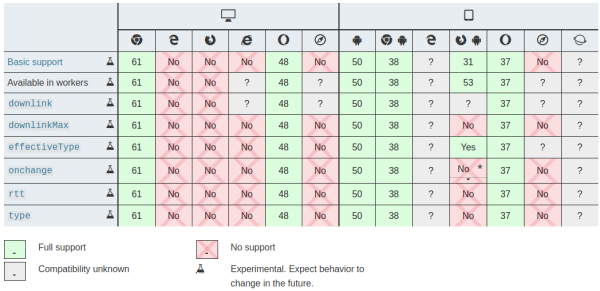 Basic support 61 No No No 48 No 50 38 ? 31 37 No ?
Available in workers 61 No No ? 48 ? 50 38 ? 53 37 ? ?
downlink 61 No No ? 48 ? 50 38 ? ? 37 ? ?
downlinkMax 61 No No No 48 No 50 38 ? No 37 No ?
effectiveType 61 No No No 48 No 50 38 ? Yes 37 ? ?
onchange 61 No No No 48 No 50 38 ? No * 37 No ?
rtt 61 No No No 48 No 50 38 ? No 37 No ?
type 61 No No No 48 No 50 38 ? No 37 No ?
- Full support - No support
- Compatibility unknown Experimental. Expect behavior to
change in the future.